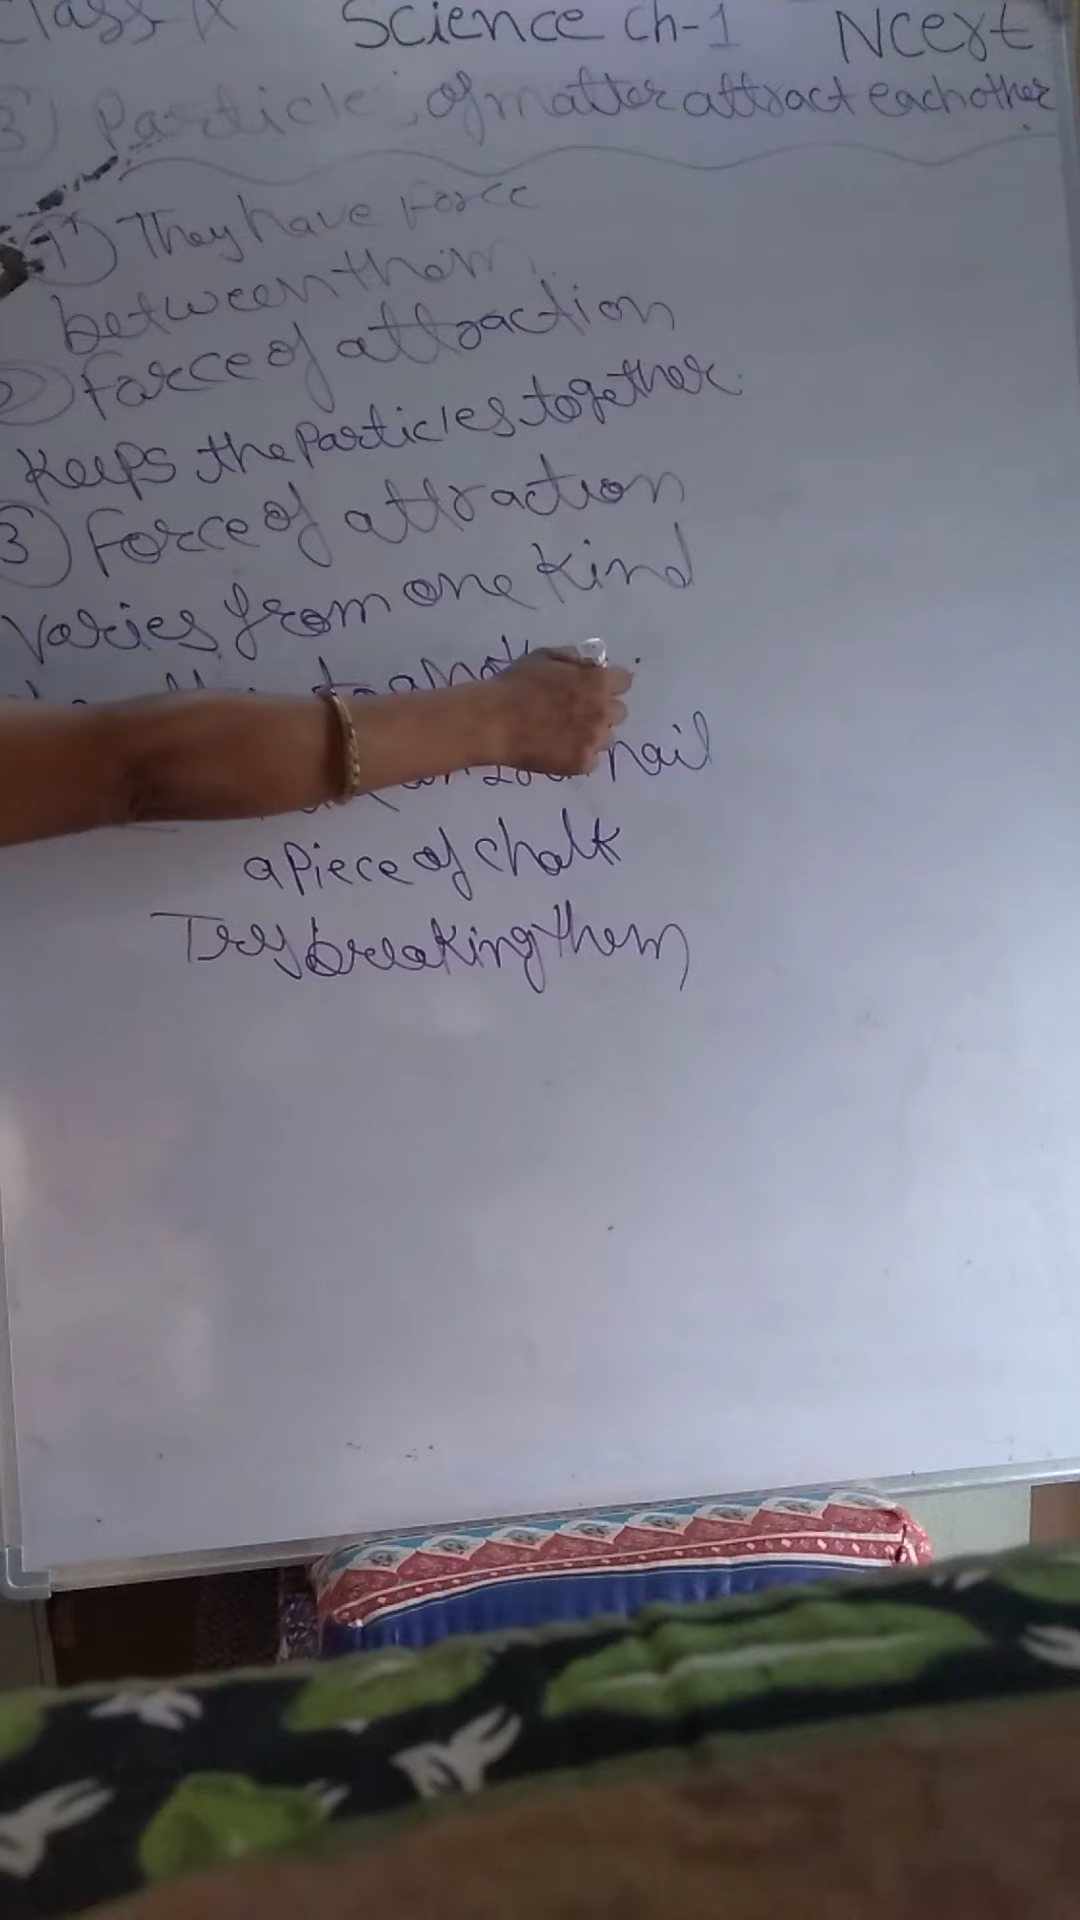 Class-IX Science Ch-1 Ncert
3) Particles of matter attract each other
1) They have Force
between them
2) Force of attraction
Keeps the Particles together
3) Force of attraction
Varies from one Kind
to
nail
a Piece of chalk
Try breaking them